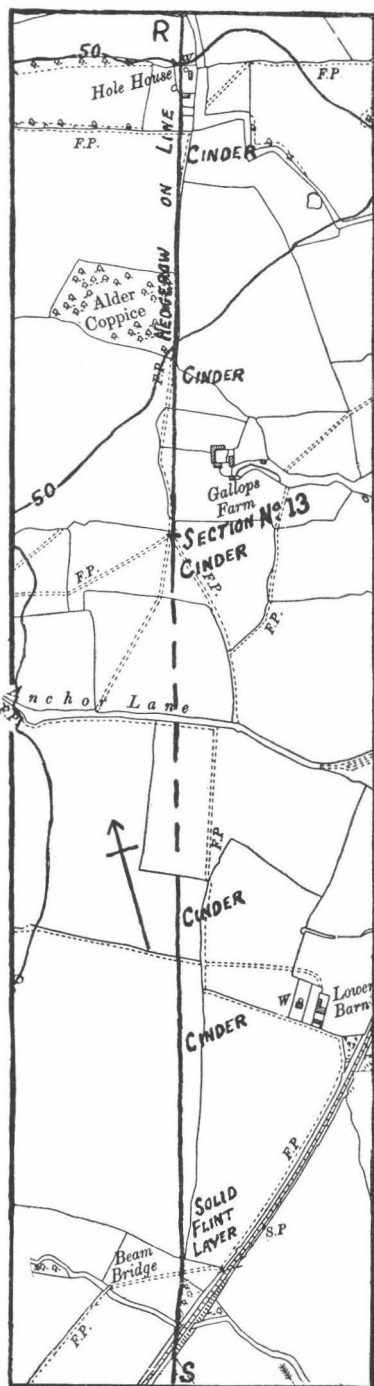 R
50
W
Hole House
F.P.
F.P.
LINE
ON
HEDGEROW
CINDER
Alder
Coppice
F.P.
CINDER
50
Gallops
Farm
SECTION No. 13
CINDER
F.P.
F.P.
F.P.
Anchor Lane
F.P.
F.P.
CINDER
W
Lower
Barn
CINDER
F.P.
SOLID
FLINT
LAYER
S.P
Beam
Bridge
F.P.
S